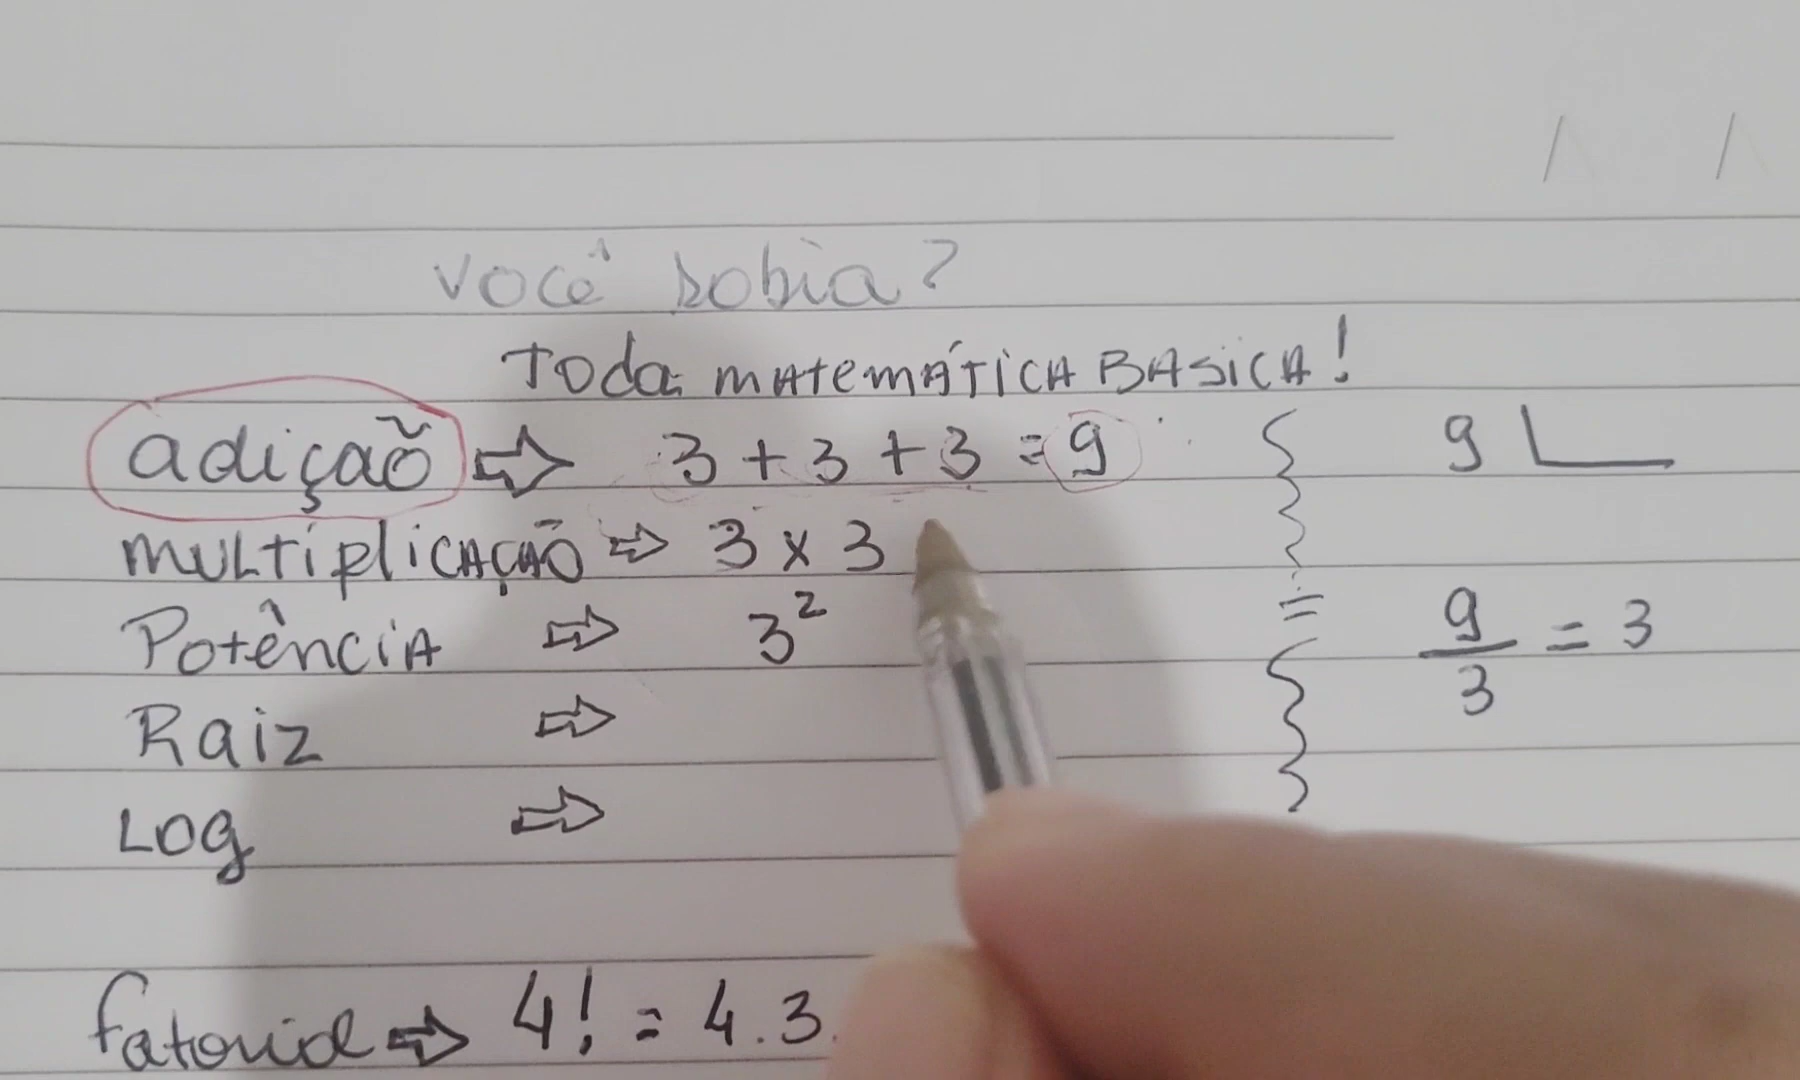 você sabia?
Toda MATEMÁTICA BASICA!
adição ⇨ 3 + 3 + 3 = 9
MULTIPLICAÇÃO ⇨ 3 x 3
Potência ⇨ 3²
Raiz ⇨
Log ⇨
fatorial ⇨ 4! = 4.3.
9
9/3 = 3